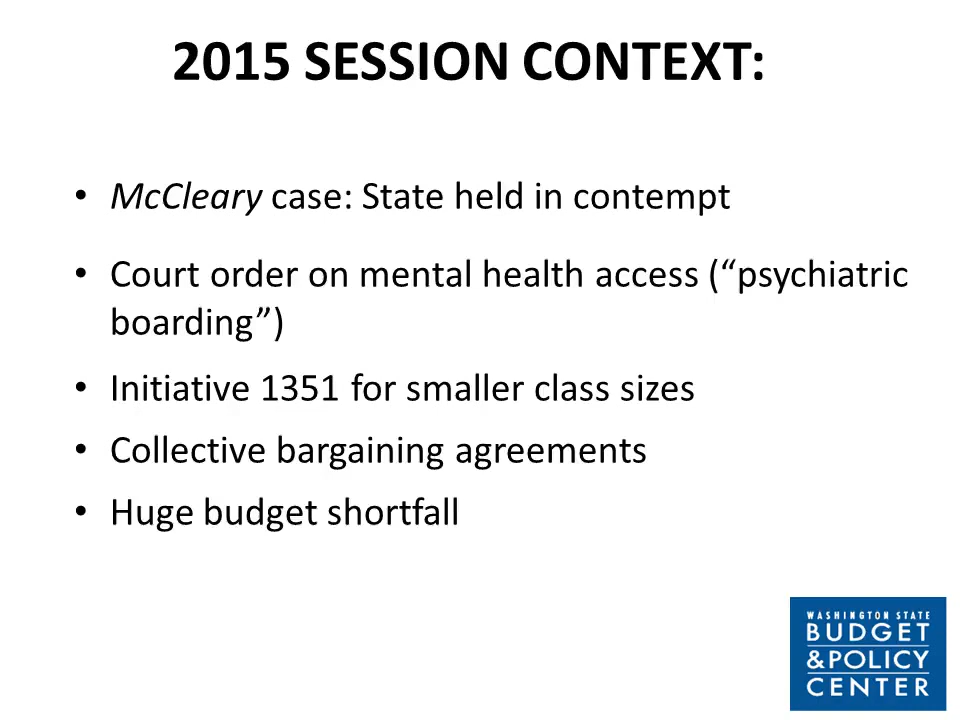 2015 SESSION CONTEXT:
• McCleary case: State held in contempt
• Court order on mental health access (“psychiatric
boarding”)
• Initiative 1351 for smaller class sizes
• Collective bargaining agreements
• Huge budget shortfall
WASHINGTON STATE
BUDGET
&POLICY
CENTER